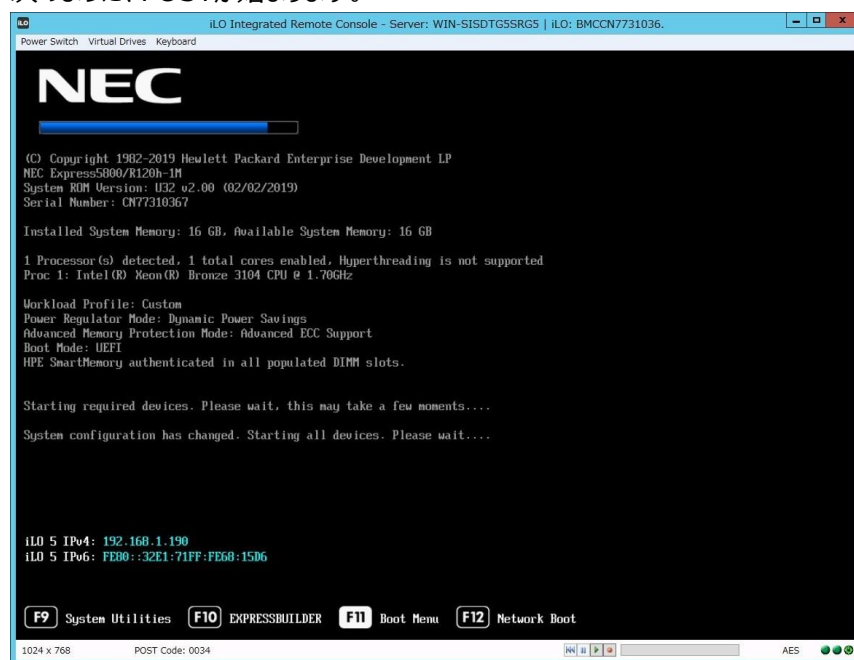 iLO Integrated Remote Console - Server: WIN-SISDTG5SRG5 | iLO: BMCCN7731036.
Power Switch Virtual Drives Keyboard
NEC
(C) Copyright 1982-2019 Hewlett Packard Enterprise Development LP
NEC Express5800/R120h-1M
System ROM Version: U32 v2.00 (02/02/2019)
Serial Number: CN77310367
Installed System Memory: 16 GB, Available System Memory: 16 GB
1 Processor(s) detected, 1 total cores enabled, Hyperthreading is not supported
Proc 1: Intel(R) Xeon(R) Bronze 3104 CPU @ 1.70GHz
Workload Profile: Custom
Power Regulator Mode: Dynamic Power Savings
Advanced Memory Protection Mode: Advanced ECC Support
Boot Mode: UEFI
HPE SmartMemory authenticated in all populated DIMM slots.
Starting required devices. Please wait, this may take a few moments....
System configuration has changed. Starting all devices. Please wait....
iLO 5 IPv4: 192.168.1.190
iLO 5 IPv6: FE80::32E1:71FF:FE68:15D6
F9 System Utilities F10 EXPRESSBUILDER F11 Boot Menu F12 Network Boot
1024 x 768 POST Code: 0034 AES